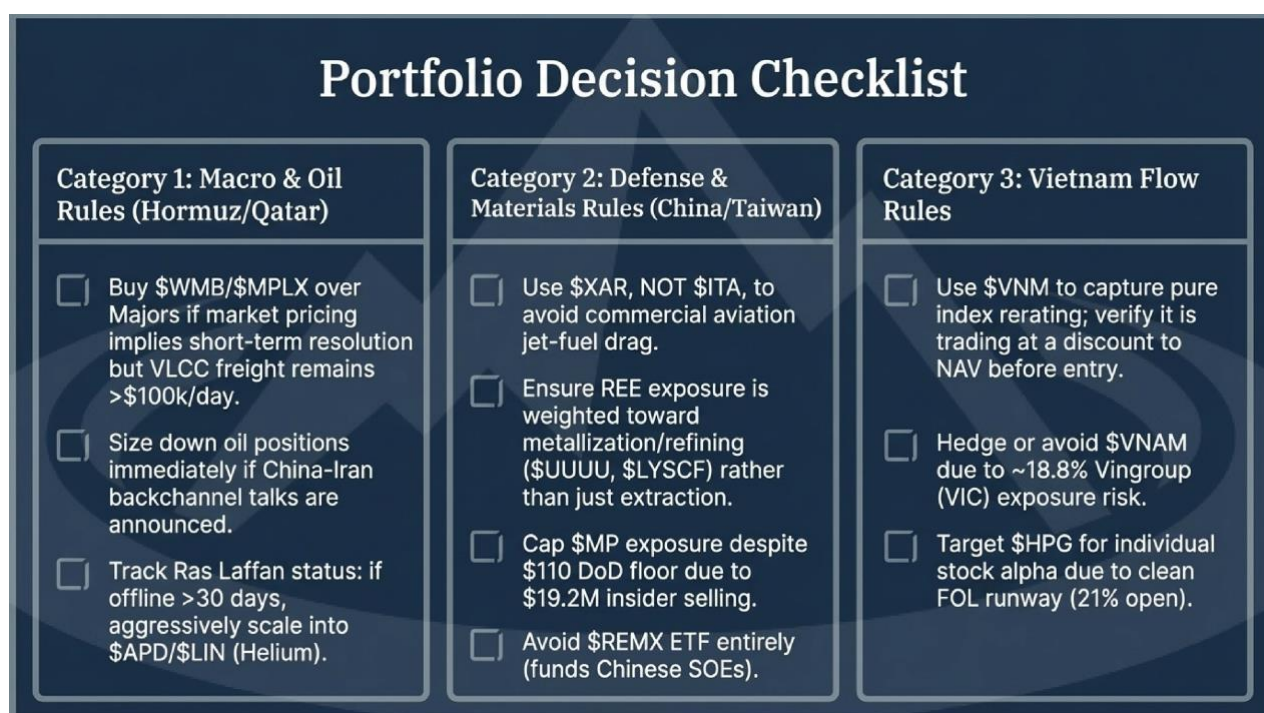 Portfolio Decision Checklist
Category 1: Macro & Oil
Rules (Hormuz/Qatar)
Buy $WMB/$MPLX over
Majors if market pricing
implies short-term resolution
but VLCC freight remains
>$100k/day.
Size down oil positions
immediately if China-Iran
backchannel talks are
announced.
Track Ras Laffan status: if
offline >30 days,
aggressively scale into
$APD/$LIN (Helium).
Category 2: Defense &
Materials Rules (China/Taiwan)
Use $XAR, NOT $ITA, to
avoid commercial aviation
jet-fuel drag.
Ensure REE exposure is
weighted toward
metallization/refining
($UUUU, $LYSCF) rather
than just extraction.
Cap $MP exposure despite
$110 DoD floor due to
$19.2M insider selling.
Avoid $REMX ETF entirely
(funds Chinese SOEs).
Category 3: Vietnam Flow
Rules
Use $VNM to capture pure
index rerating; verify it is
trading at a discount to
NAV before entry.
Hedge or avoid $VNAM
due to ~18.8% Vingroup
(VIC) exposure risk.
Target $HPG for individual
stock alpha due to clean
FOL runway (21% open).